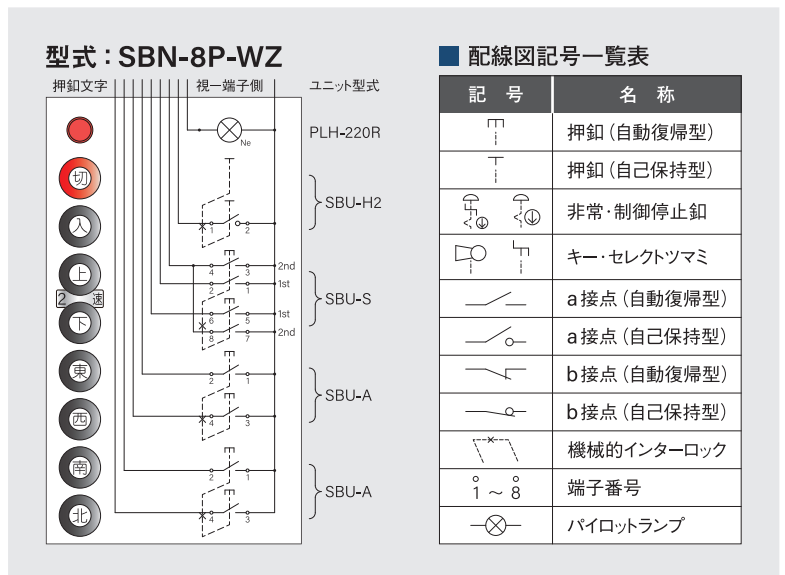 型式：SBN-8P-WZ
押釦文字 視一端子側 ユニット型式
PLH-220R
Ne
切
入
1 2
SBU-H2
上
2 速
下
4 3 2nd
2 1 1st
6 5 1st
8 7 2nd
SBU-S
東
西
2 1
4 3
SBU-A
南
北
2 1
4 3
SBU-A
配線図記号一覧表
記号 名称
押釦（自動復帰型）
押釦（自己保持型）
非常・制御停止釦
キー・セレクトツマミ
a接点（自動復帰型）
a接点（自己保持型）
b接点（自動復帰型）
b接点（自己保持型）
機械的インターロック
1 ～ 8 端子番号
パイロットランプ